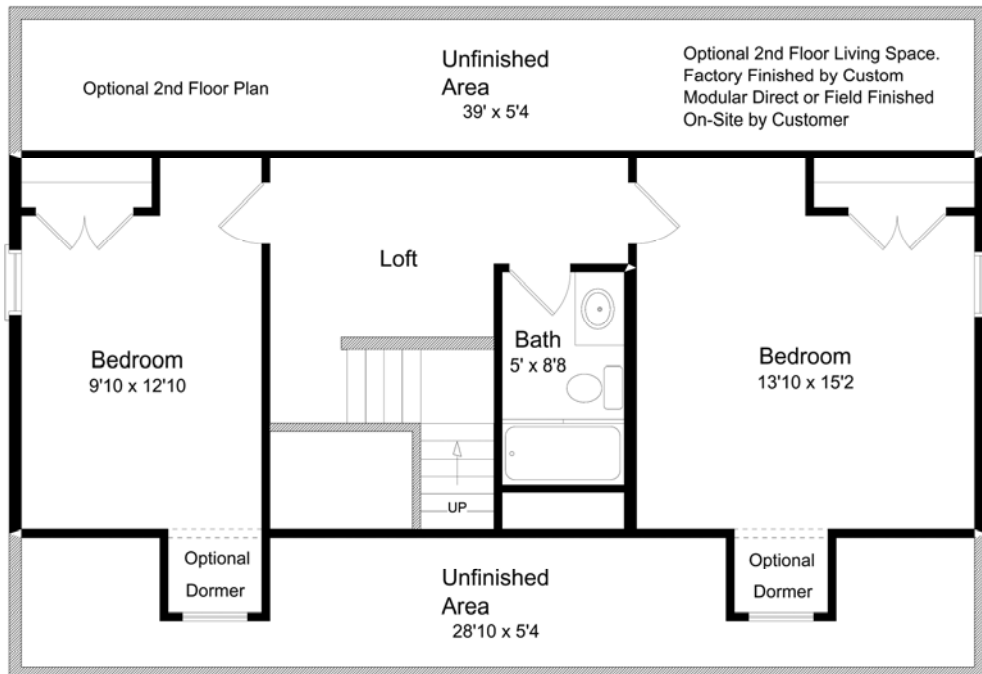 Optional 2nd Floor Plan
Unfinished
Area
39' x 5'4
Optional 2nd Floor Living Space.
Factory Finished by Custom
Modular Direct or Field Finished
On-Site by Customer
Loft
Bedroom
9'10 x 12'10
Bath
5' x 8'8
Bedroom
13'10 x 15'2
UP
Optional
Dormer
Unfinished
Area
28'10 x 5'4
Optional
Dormer